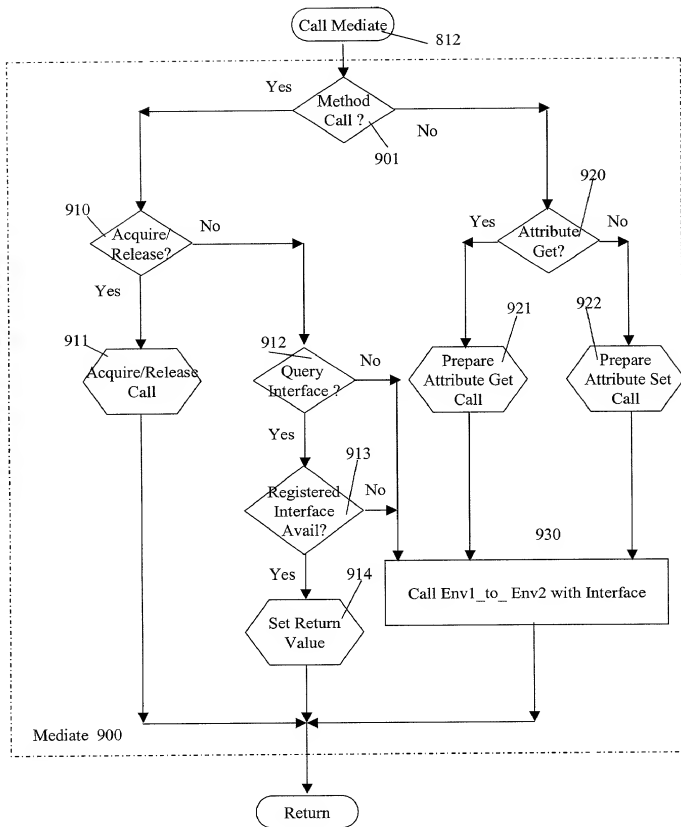 Call Mediate
812
Yes
Method
Call ?
No
901
920
910
Acquire/
Release?
No
Yes
Attribute
Get?
No
Yes
921
922
911
Acquire/Release
Call
912
Query
Interface ?
No
Prepare
Attribute Get
Call
Prepare
Attribute Set
Call
Yes
913
Registered
Interface
Avail?
No
930
Yes
914
Call Env1_to_ Env2 with Interface
Set Return
Value
Mediate 900
Return